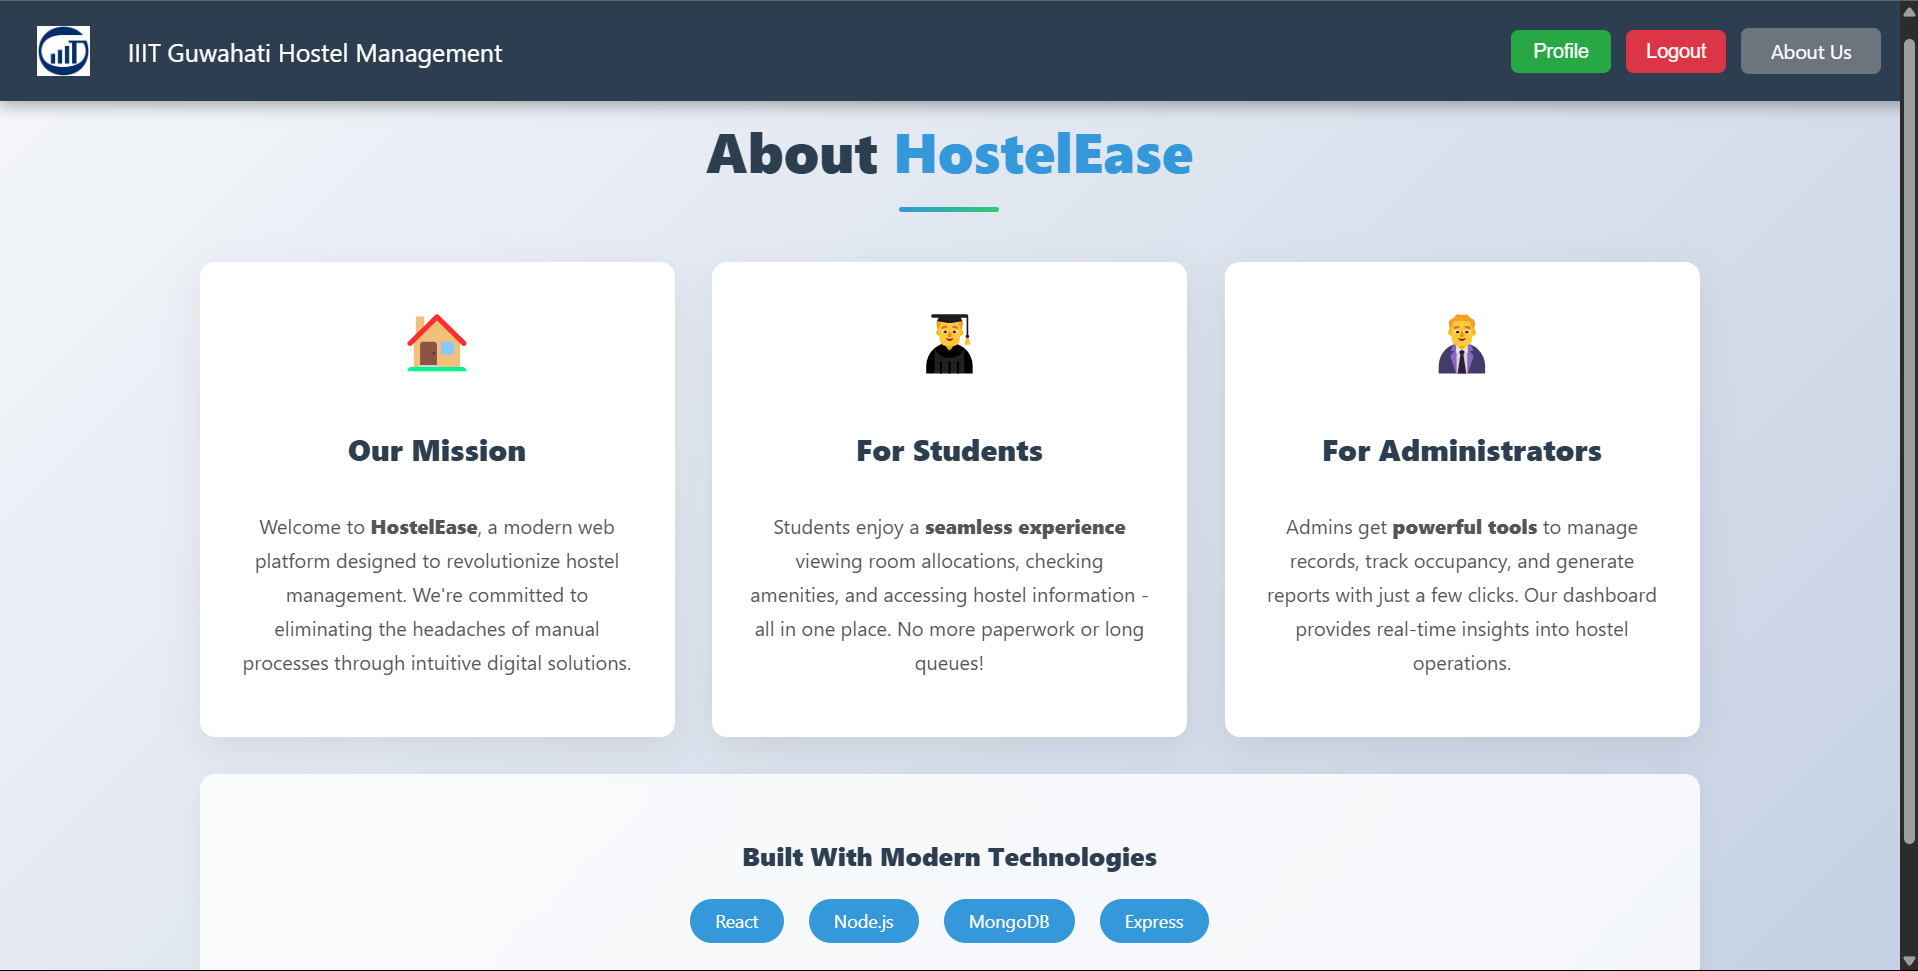 IIIT Guwahati Hostel Management
Profile
Logout
About Us
About HostelEase
Our Mission
Welcome to HostelEase, a modern web
platform designed to revolutionize hostel
management. We're committed to
eliminating the headaches of manual
processes through intuitive digital solutions.
For Students
Students enjoy a seamless experience
viewing room allocations, checking
amenities, and accessing hostel information -
all in one place. No more paperwork or long
queues!
For Administrators
Admins get powerful tools to manage
records, track occupancy, and generate
reports with just a few clicks. Our dashboard
provides real-time insights into hostel
operations.
Built With Modern Technologies
React
Node.js
MongoDB
Express